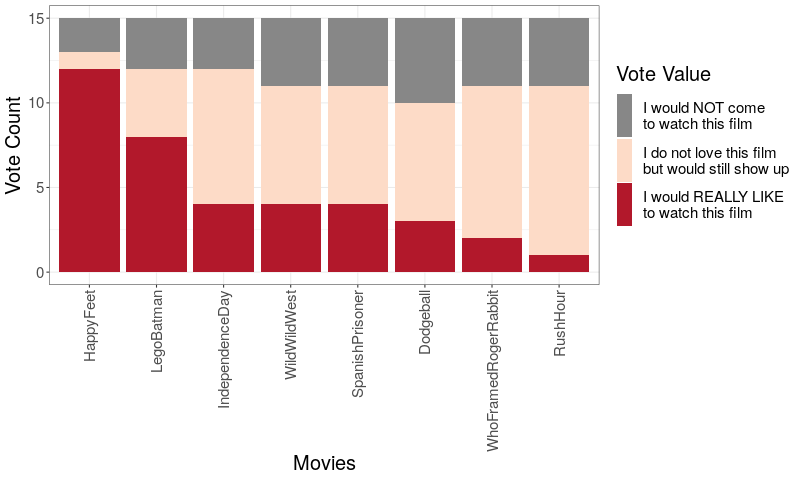 Vote Count
15
10
5
0
HappyFeet
LegoBatman
IndependenceDay
WildWildWest
SpanishPrisoner
Dodgeball
WhoFramedRogerRabbit
RushHour
Movies
Vote Value
I would NOT come
to watch this film
I do not love this film
but would still show up
I would REALLY LIKE
to watch this film